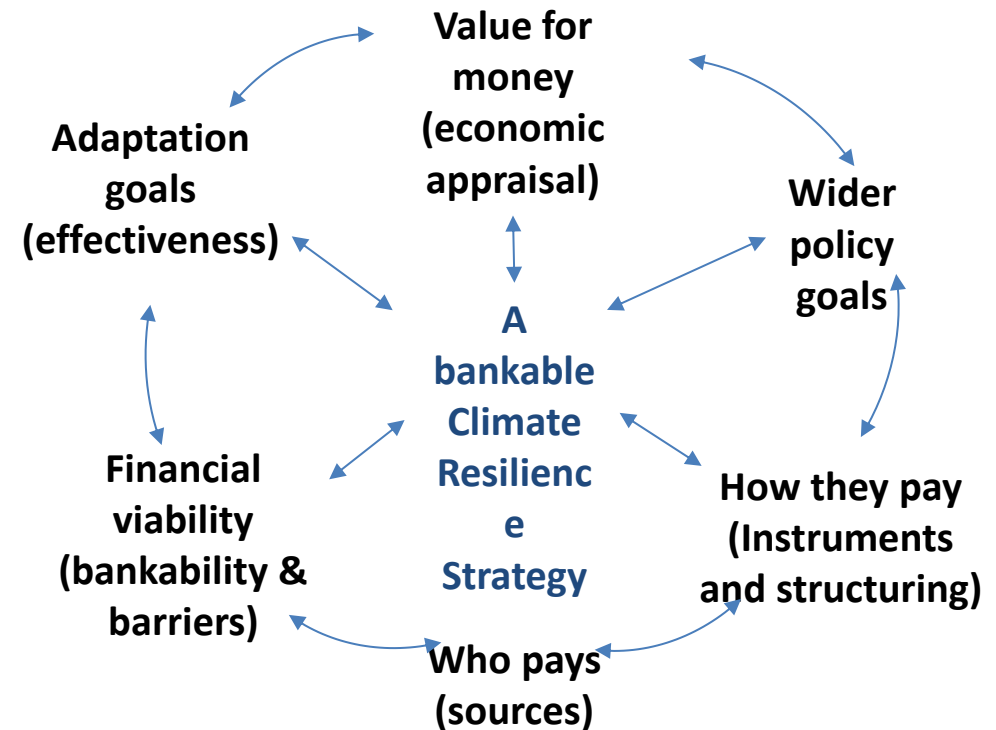 Value for
money
(economic
appraisal)
Adaptation
goals
(effectiveness)
Wider
policy
goals
A
bankable
Climate
Resilienc
e
Strategy
Financial
viability
(bankability &
barriers)
How they pay
(Instruments
and structuring)
Who pays
(sources)